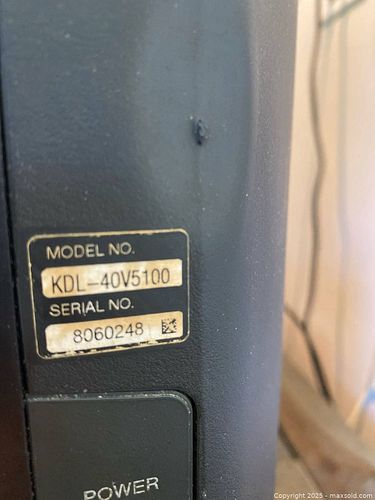 MODEL NO.
KDL-40V5100
SERIAL NO.
8060248
POWER
Copyright 2025 - maxsold.com